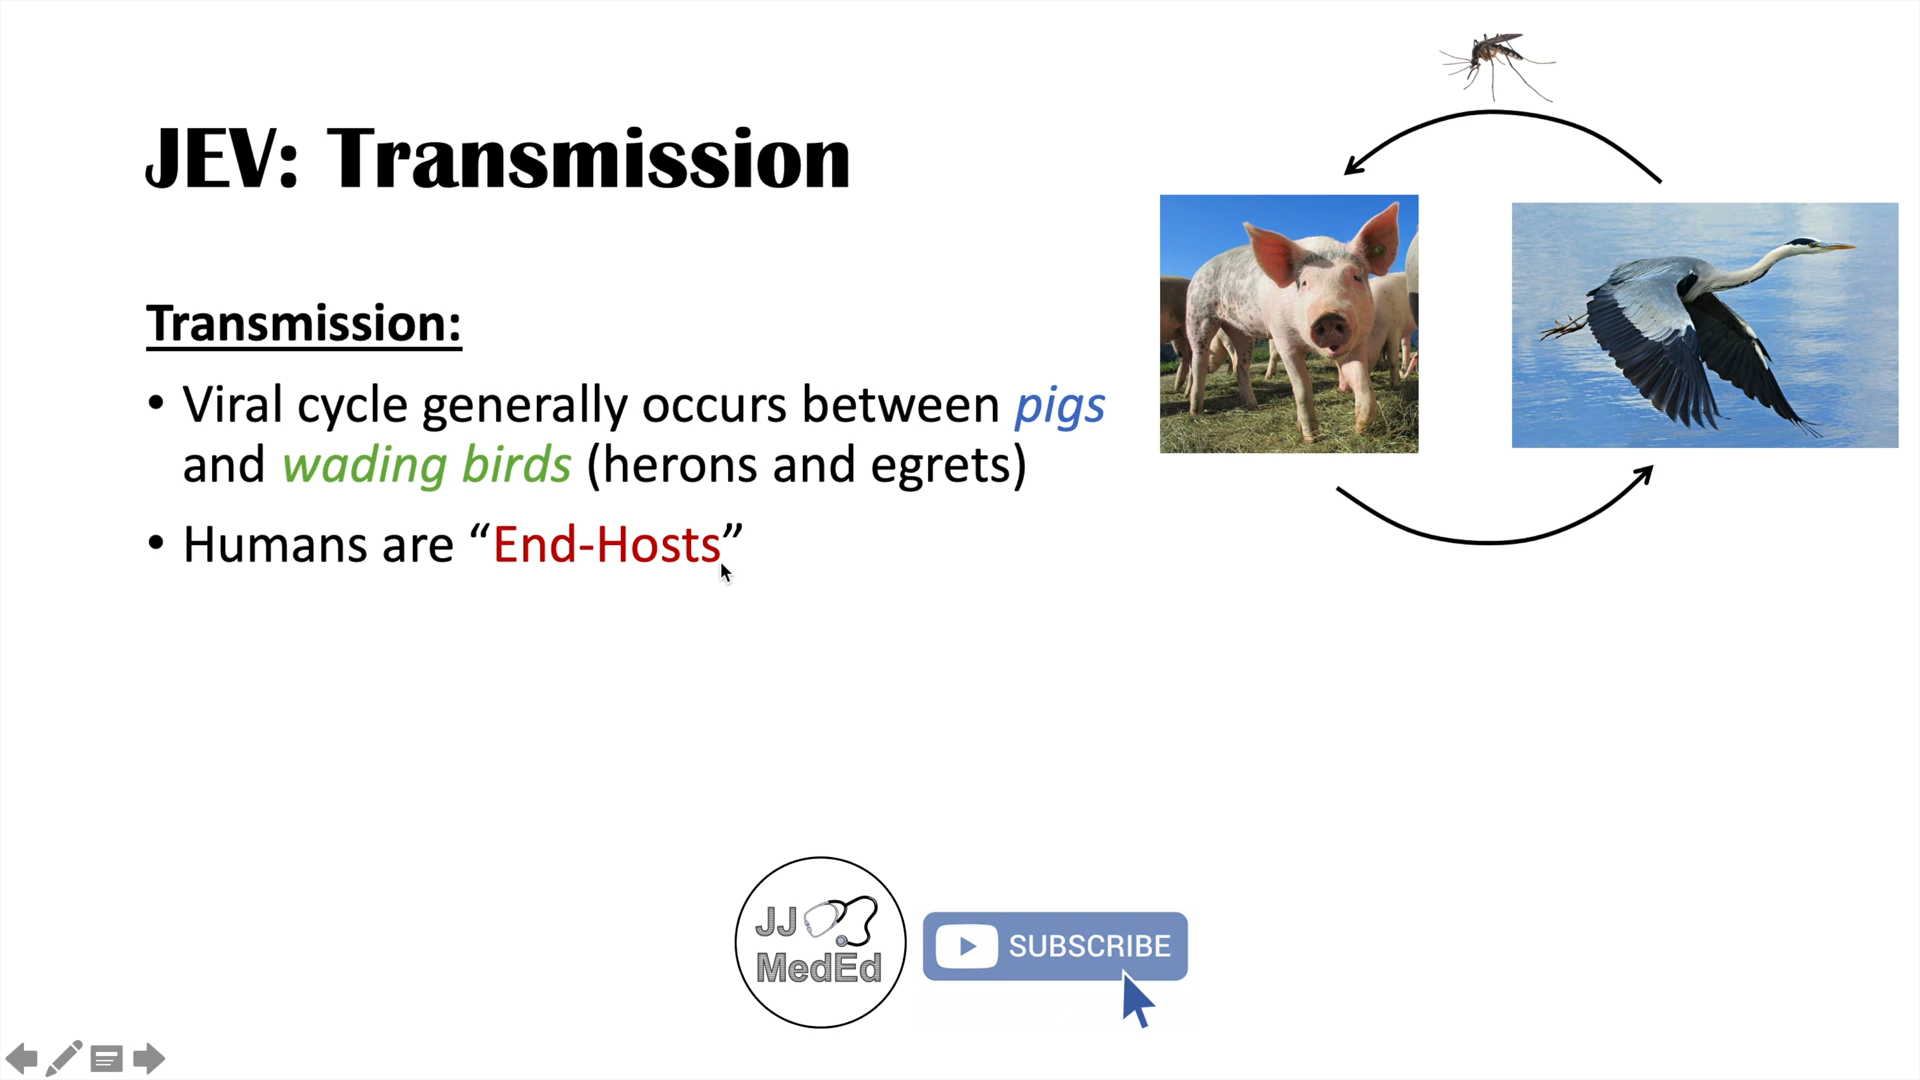 JEV: Transmission
Transmission:
• Viral cycle generally occurs between pigs
and wading birds (herons and egrets)
• Humans are “End-Hosts”
JJ
MedEd
SUBSCRIBE